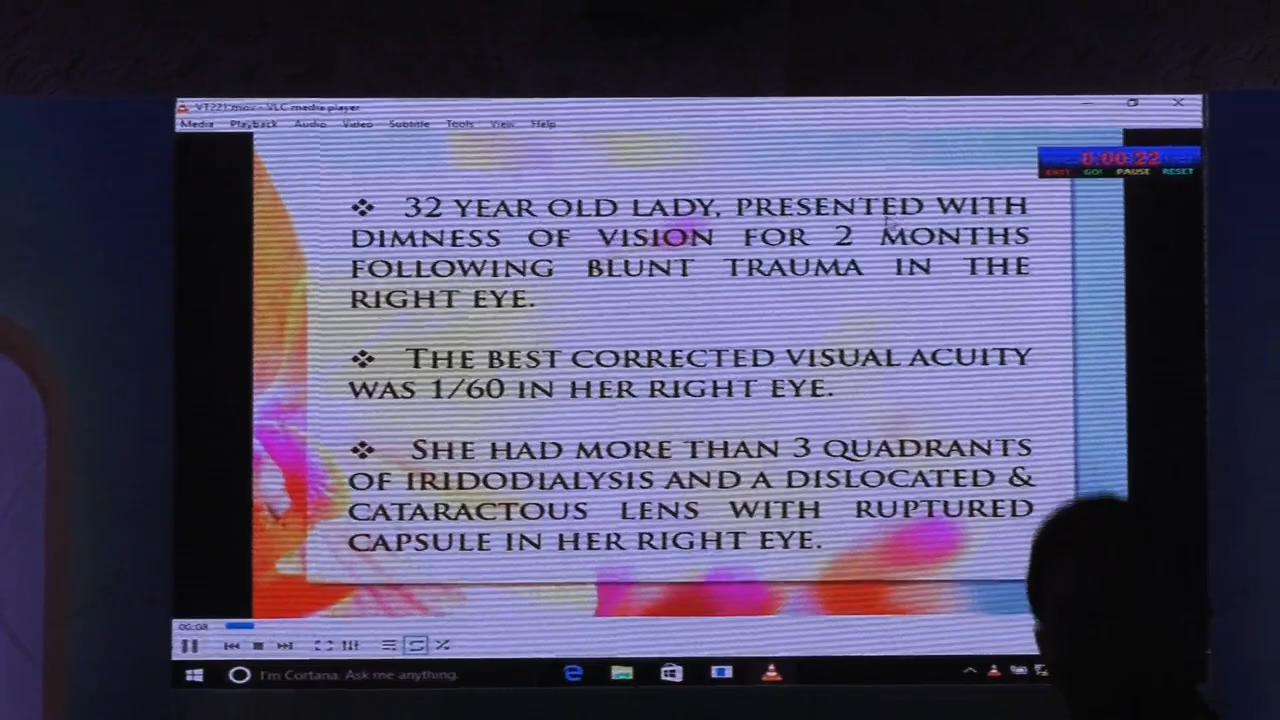 VT221.mov - VLC media player
Media Playback Audio Video Subtitle Tools View Help
0:00:22
EXIT GO! PAUSE RESET
❖ 32 YEAR OLD LADY, PRESENTED WITH
DIMNESS OF VISION FOR 2 MONTHS
FOLLOWING BLUNT TRAUMA IN THE
RIGHT EYE.
❖ THE BEST CORRECTED VISUAL ACUITY
WAS 1/60 IN HER RIGHT EYE.
❖ SHE HAD MORE THAN 3 QUADRANTS
OF IRIDODIALYSIS AND A DISLOCATED &
CATARACTOUS LENS WITH RUPTURED
CAPSULE IN HER RIGHT EYE.
00:08
I'm Cortana. Ask me anything.